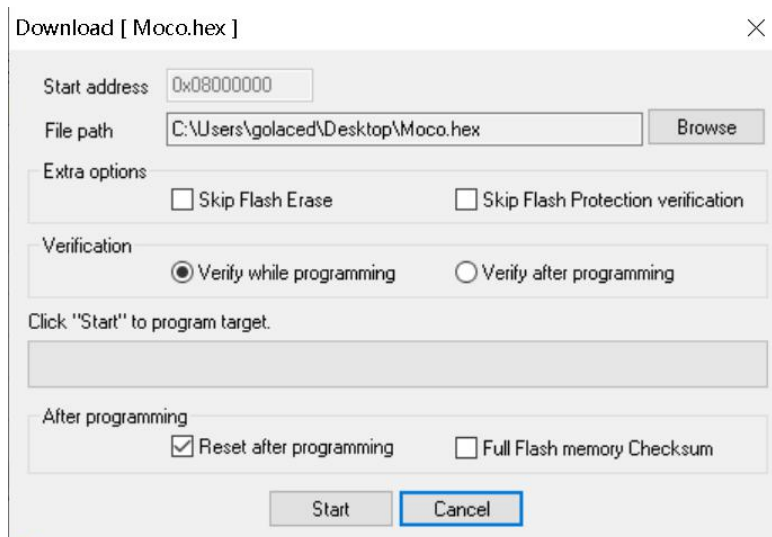 Download [ Moco.hex ]
Start address 0x08000000
File path C:\Users\golaced\Desktop\Moco.hex Browse
Extra options
Skip Flash Erase Skip Flash Protection verification
Verification
Verify while programming Verify after programming
Click "Start" to program target.
After programming
Reset after programming Full Flash memory Checksum
Start Cancel